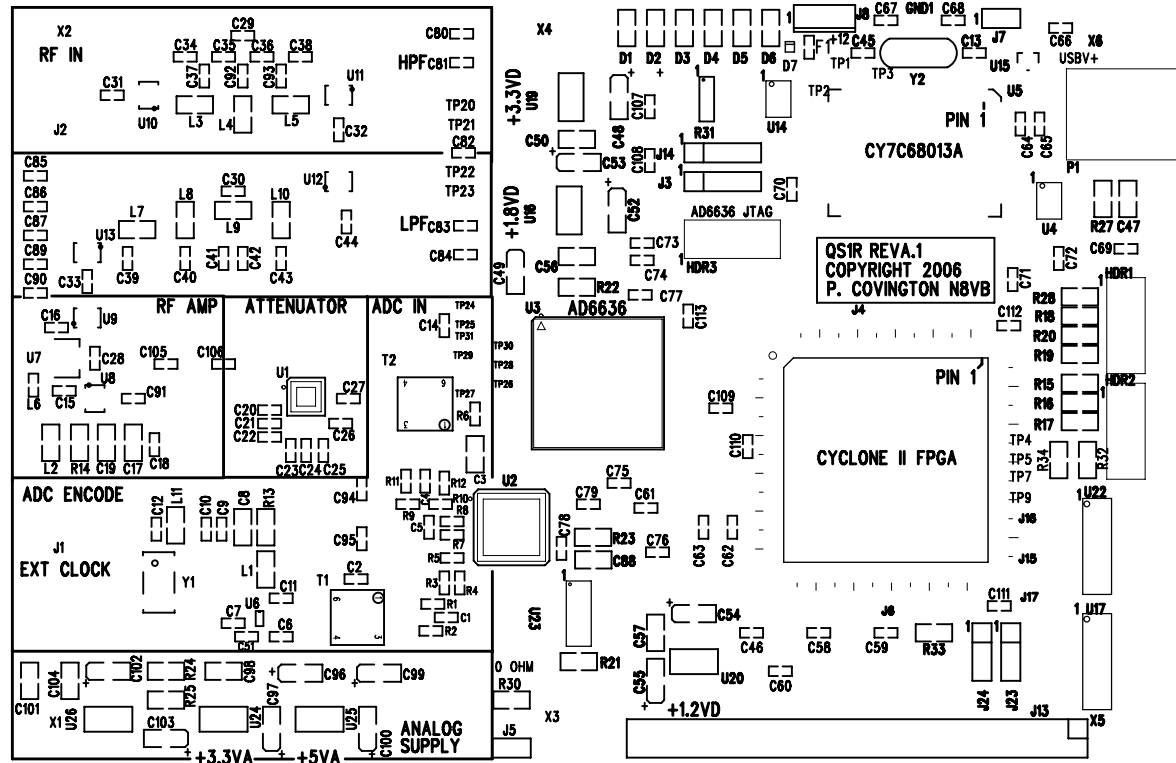 X2
RF IN
J2
C34
C35
C29
C36
C38
C37
C92
C93
C31
U10
L3
L4
L5
U11
C32
C80
HPF
C81
TP20
TP21
C82
TP22
TP23
LPF
C83
C84
C85
C86
C87
C89
C90
C33
U13
L7
C39
L8
C40
C30
L9
C41
C42
L10
C43
U12
C44
X4
D1
D2
D3
D4
D5
D6
D7
F1
J8
+12
C67
GND1
C68
J7
C66
X6
USBV+
TP1
C45
TP3
Y2
C13
U15
TP2
U5
PIN 1
CY7C68013A
C64
C65
P1
+3.3VD
U19
C48
C107
R31
U14
C50
C53
C108
J14
J3
C70
+1.8VD
U16
C52
AD6636 JTAG
HDR3
C49
C56
R22
C73
C74
C77
C113
QS1R REVA.1
COPYRIGHT 2006
P. COVINGTON N8VB
J4
U4
R27
C47
C72
C69
C71
C112
HDR1
R28
R18
R20
R19
HDR2
R15
R16
R17
RF AMP
C16
U9
U7
C28
U8
L6
C15
C91
C105
C106
L2
R14
C19
C17
C18
ATTENUATOR
U1
C27
C20
C21
C22
C26
C23
C24
C25
ADC IN
C14
TP24
TP25
TP31
TP29
TP30
TP28
TP26
TP27
T2
4
6
3
1
R6
C3
U3
AD6636
PIN 1
CYCLONE II FPGA
C109
C110
TP4
TP5
TP7
TP9
R34
R32
J16
J15
J17
U22
U17
ADC ENCODE
J1
EXT CLOCK
C12
L11
C10
C9
C8
R13
Y1
L1
C11
C7
U6
C51
C6
T1
C2
6
1
4
3
C94
C95
R11
C4
R12
R10
R9
C5
R8
R7
R5
R3
R4
R1
C1
R2
U2
C75
C79
C61
C78
R23
C88
C76
C63
C62
U23
R21
C57
C54
C55
U20
+1.2VD
C46
C58
C59
C60
J6
R33
C111
J24
J23
J13
X5
C101
C104
C102
R24
C98
C96
C99
X1
U26
C103
R25
U24
C97
U25
C100
+3.3VA
+5VA
ANALOG
SUPPLY
0 OHM
R30
J5
X3